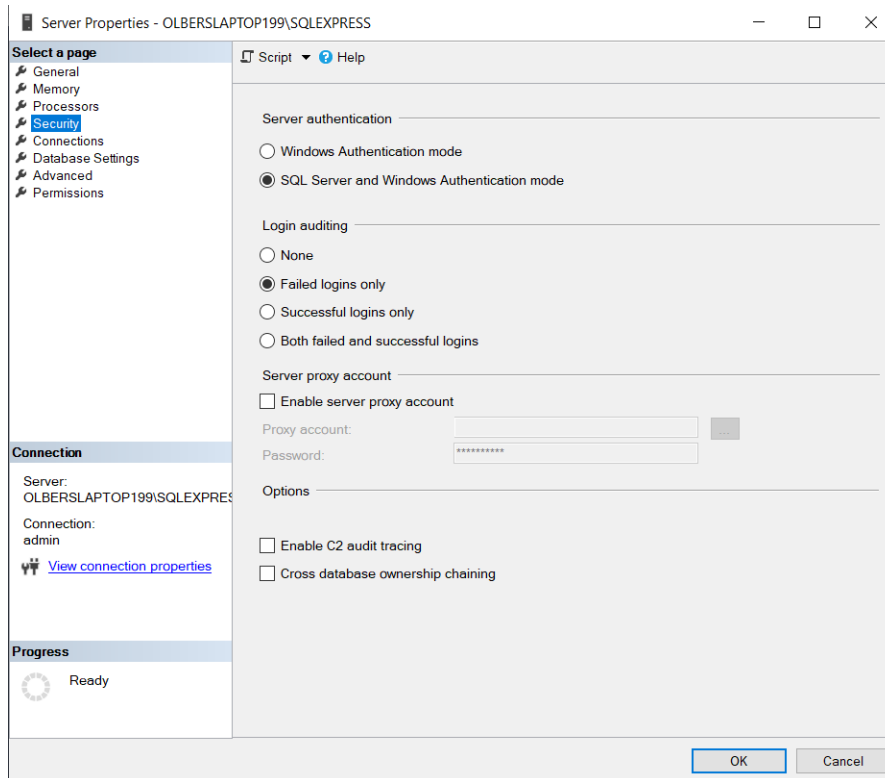 Server Properties - OLBERSLAPTOP199\SQLEXPRESS
Select a page
General
Memory
Processors
Security
Connections
Database Settings
Advanced
Permissions
Script
Help
Server authentication
Windows Authentication mode
SQL Server and Windows Authentication mode
Login auditing
None
Failed logins only
Successful logins only
Both failed and successful logins
Server proxy account
Enable server proxy account
Proxy account:
...
Password:
**********
Options
Enable C2 audit tracing
Cross database ownership chaining
Connection
Server:
OLBERSLAPTOP199\SQLEXPRES
Connection:
admin
View connection properties
Progress
Ready
OK
Cancel